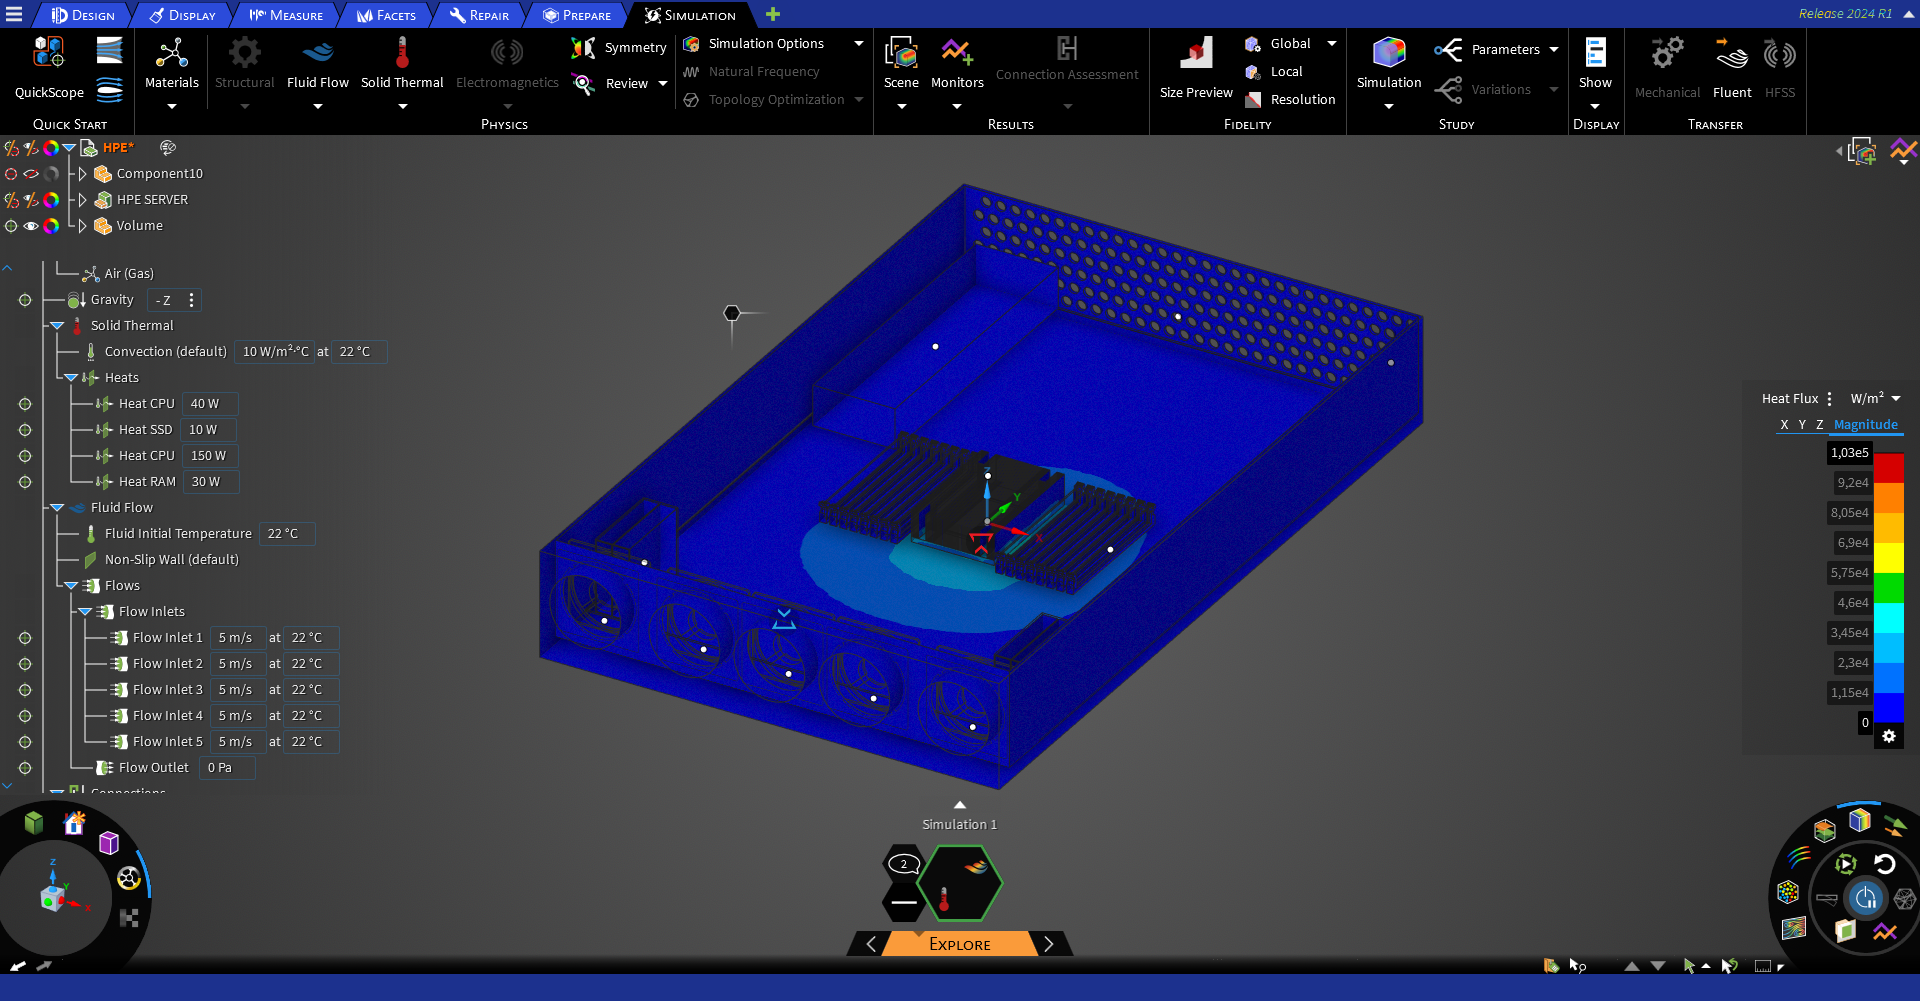 Design Display Measure Facets Repair Prepare Simulation Release 2024 R1
QuickScope
Quick Start
Materials
Structural
Fluid Flow
Solid Thermal
Electromagnetics
Symmetry
Review
Physics
Simulation Options
Natural Frequency
Topology Optimization
Scene
Monitors
Connection Assessment
Results
Size Preview
Global
Local
Resolution
Fidelity
Simulation
Parameters
Variations
Study
Show
Display
Mechanical
Fluent
HFSS
Transfer
HPE*
Component10
HPE SERVER
Volume
Air (Gas)
Gravity - Z
Solid Thermal
Convection (default) 10 W/m²·°C at 22 °C
Heats
Heat CPU 40 W
Heat SSD 10 W
Heat CPU 150 W
Heat RAM 30 W
Fluid Flow
Fluid Initial Temperature 22 °C
Non-Slip Wall (default)
Flows
Flow Inlets
Flow Inlet 1 5 m/s at 22 °C
Flow Inlet 2 5 m/s at 22 °C
Flow Inlet 3 5 m/s at 22 °C
Flow Inlet 4 5 m/s at 22 °C
Flow Inlet 5 5 m/s at 22 °C
Flow Outlet 0 Pa
Connections
Z
Y
X
Z
Y
X
Heat Flux W/m²
X Y Z Magnitude
1,03e5
9,2e4
8,05e4
6,9e4
5,75e4
4,6e4
3,45e4
2,3e4
1,15e4
0
Simulation 1
2
Explore